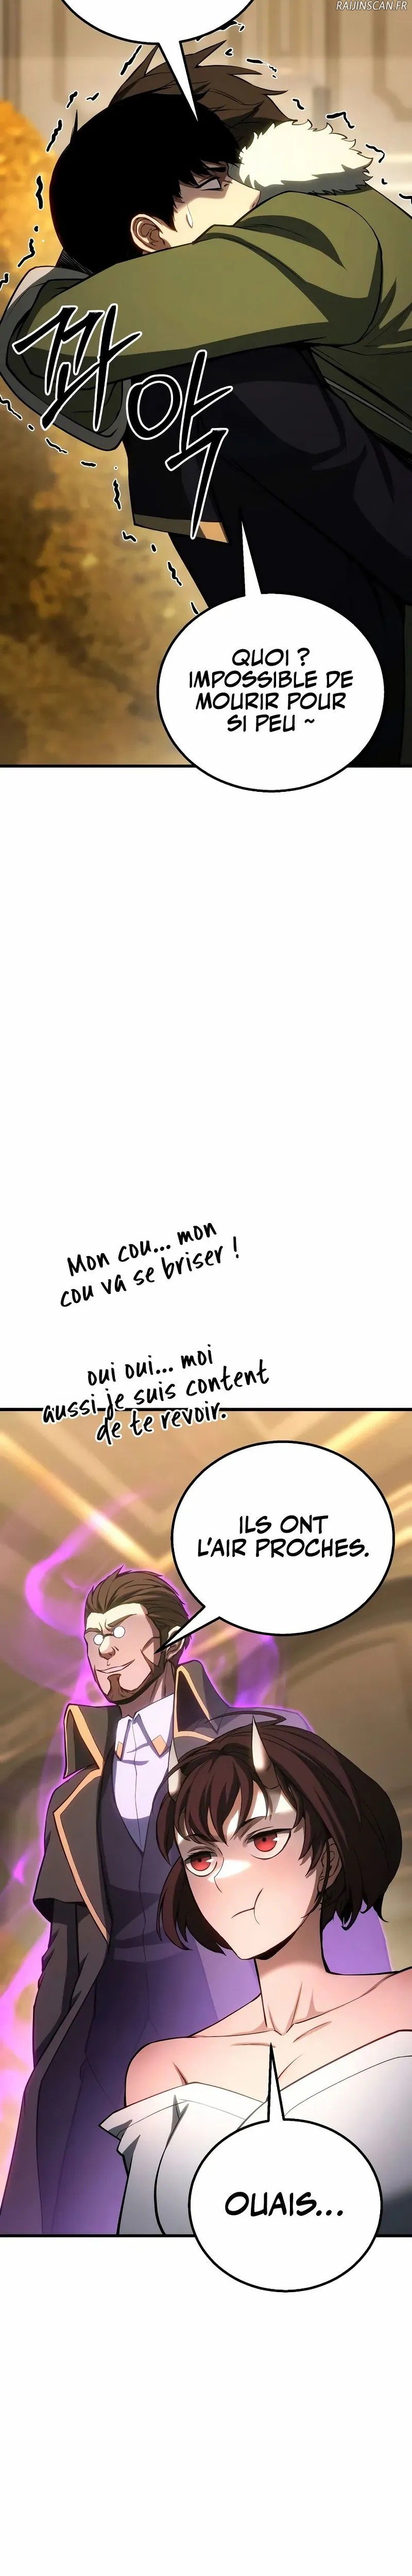 RAIJINSCAN.FR
꽈
악
QUOI ?
IMPOSSIBLE DE
MOURIR POUR
SI PEU ~
Mon cou... mon
cou va se briser !
oui oui... moi
aussi je suis content
de te revoir.
ILS ONT
L'AIR PROCHES.
OUAIS...